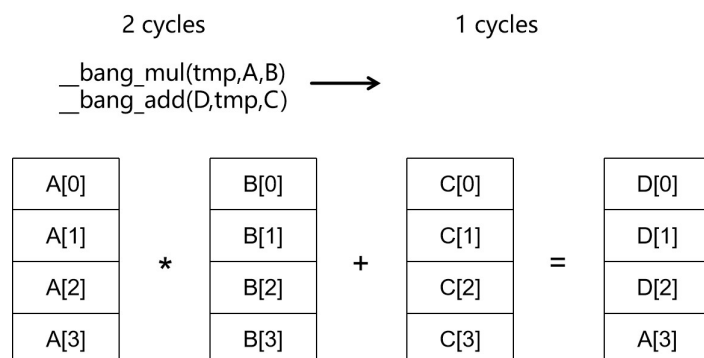 2 cycles 1 cycles
__bang_mul(tmp,A,B)
__bang_add(D,tmp,C)
A[0] B[0] C[0] D[0]
A[1] B[1] C[1] D[1]
* + =
A[2] B[2] C[2] D[2]
A[3] B[3] C[3] A[3]